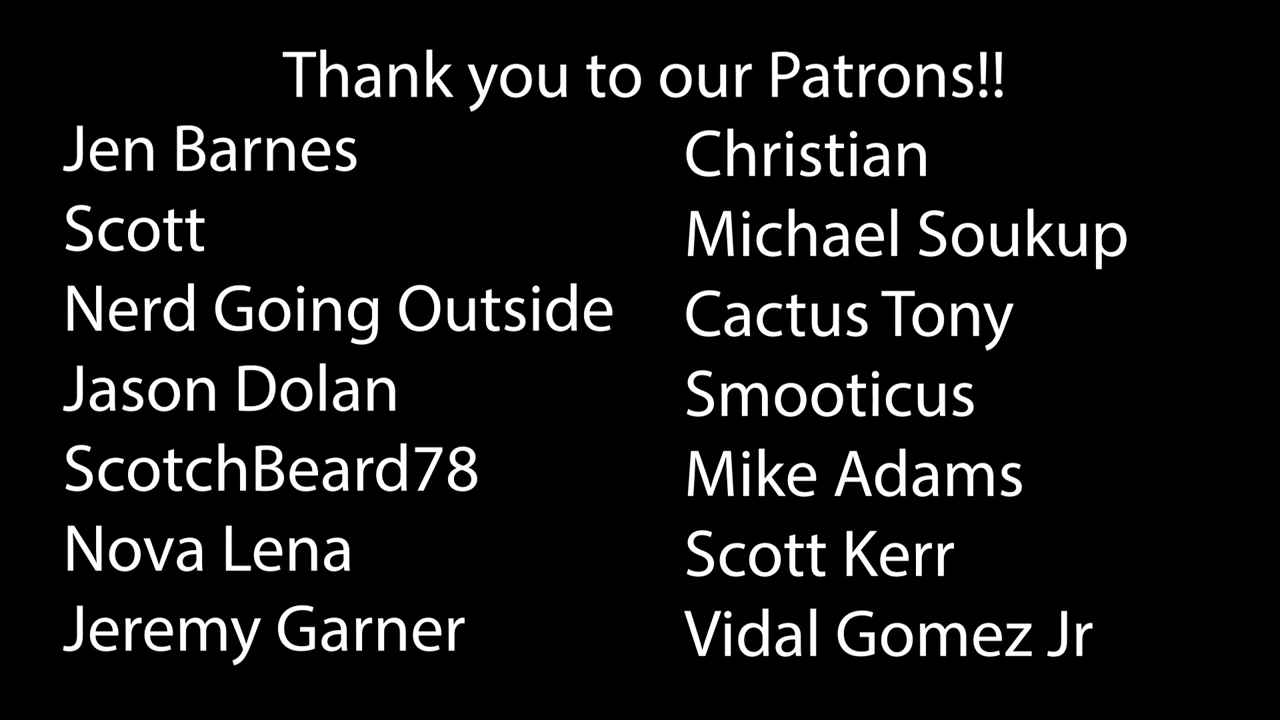 Thank you to our Patrons!!
Jen Barnes
Scott
Nerd Going Outside
Jason Dolan
ScotchBeard78
Nova Lena
Jeremy Garner
Christian
Michael Soukup
Cactus Tony
Smooticus
Mike Adams
Scott Kerr
Vidal Gomez Jr